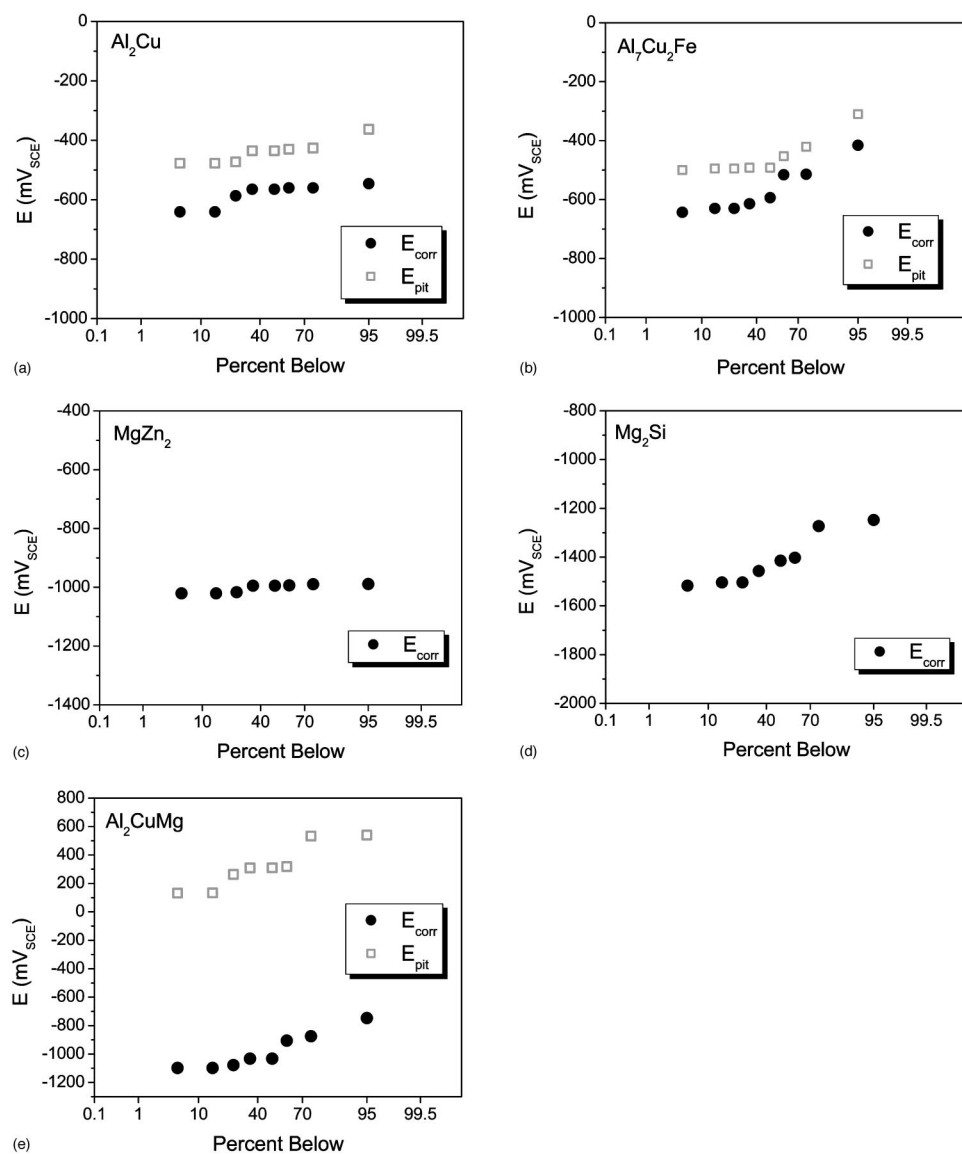 Al2Cu
E (mVSCE)
0
-200
-400
-600
-800
-1000
Ecorr
Epit
0.1 1 10 40 70 95 99.5
Percent Below
(a)
Al7Cu2Fe
E (mVSCE)
0
-200
-400
-600
-800
-1000
Ecorr
Epit
0.1 1 10 40 70 95 99.5
Percent Below
(b)
MgZn2
E (mVSCE)
-400
-600
-800
-1000
-1200
-1400
Ecorr
0.1 1 10 40 70 95 99.5
Percent Below
(c)
Mg2Si
E (mVSCE)
-800
-1000
-1200
-1400
-1600
-1800
-2000
Ecorr
0.1 1 10 40 70 95 99.5
Percent Below
(d)
Al2CuMg
E (mVSCE)
800
600
400
200
0
-200
-400
-600
-800
-1000
-1200
Ecorr
Epit
0.1 1 10 40 70 95 99.5
Percent Below
(e)